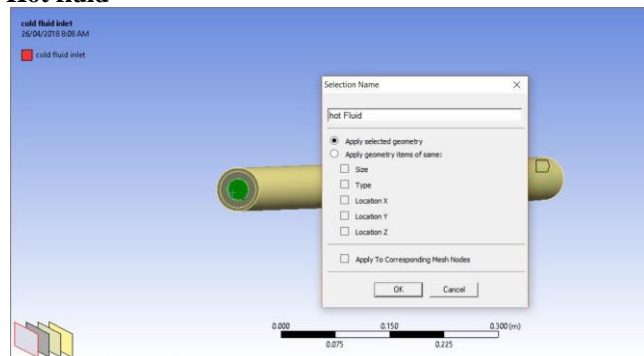 Hot fluid
cold fluid inlet
26/04/2018 8:08 AM
cold fluid inlet
Selection Name
hot Fluid
Apply selected geometry
Apply geometry items of same:
Size
Type
Location X
Location Y
Location Z
Apply To Corresponding Mesh Nodes
OK
Cancel
0.000 0.150 0.300 (m)
0.075 0.225